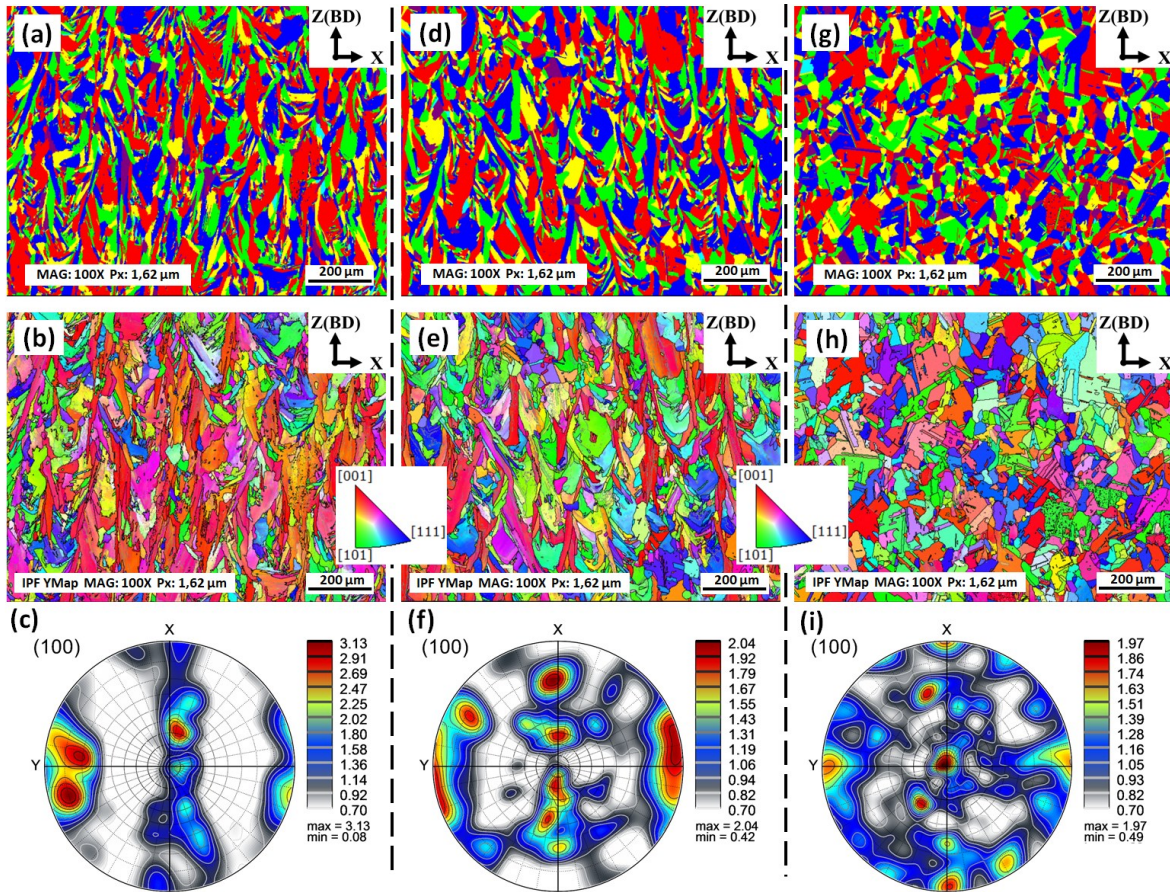 (a)
Z(BD)
X
MAG: 100X Px: 1,62 μm
200 μm
(d)
Z(BD)
X
MAG: 100X Px: 1,62 μm
200 μm
(g)
Z(BD)
X
MAG: 100X Px: 1,62 μm
200 μm
(b)
Z(BD)
X
[001]
[111]
[101]
IPF YMap MAG: 100X Px: 1,62 μm
200 μm
(e)
Z(BD)
X
[001]
[111]
[101]
IPF YMap MAG: 100X Px: 1,62 μm
200 μm
(h)
Z(BD)
X
IPF YMap MAG: 100X Px: 1,62 μm
200 μm
(c)
(100)
X
Y
3.13
2.91
2.69
2.47
2.25
2.02
1.80
1.58
1.36
1.14
0.92
0.70
max = 3.13
min = 0.08
(f)
(100)
X
Y
2.04
1.92
1.79
1.67
1.55
1.43
1.31
1.19
1.06
0.94
0.82
0.70
max = 2.04
min = 0.42
(i)
(100)
X
Y
1.97
1.86
1.74
1.63
1.51
1.39
1.28
1.16
1.05
0.93
0.82
0.70
max = 1.97
min = 0.49